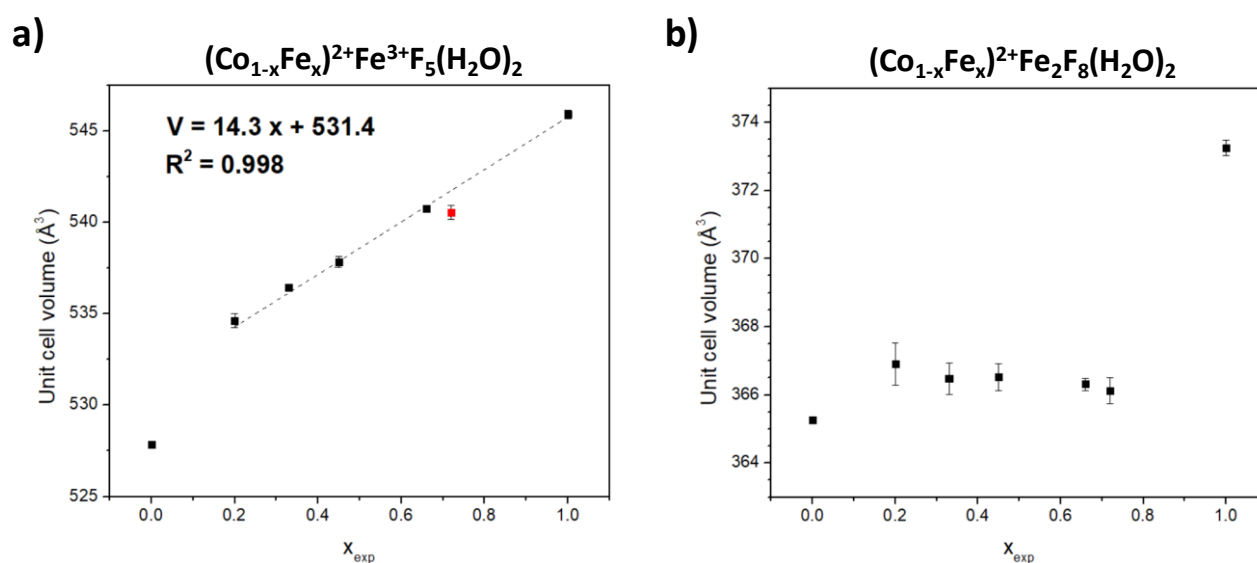 a)
(Co₁₋ₓFeₓ)²⁺Fe³⁺F₅(H₂O)₂
V = 14.3 x + 531.4
R² = 0.998
545
540
535
530
525
Unit cell volume (Å³)
0.0 0.2 0.4 0.6 0.8 1.0
x_exp
b)
(Co₁₋ₓFeₓ)²⁺Fe₂F₈(H₂O)₂
374
372
370
368
366
364
Unit cell volume (Å³)
0.0 0.2 0.4 0.6 0.8 1.0
x_exp